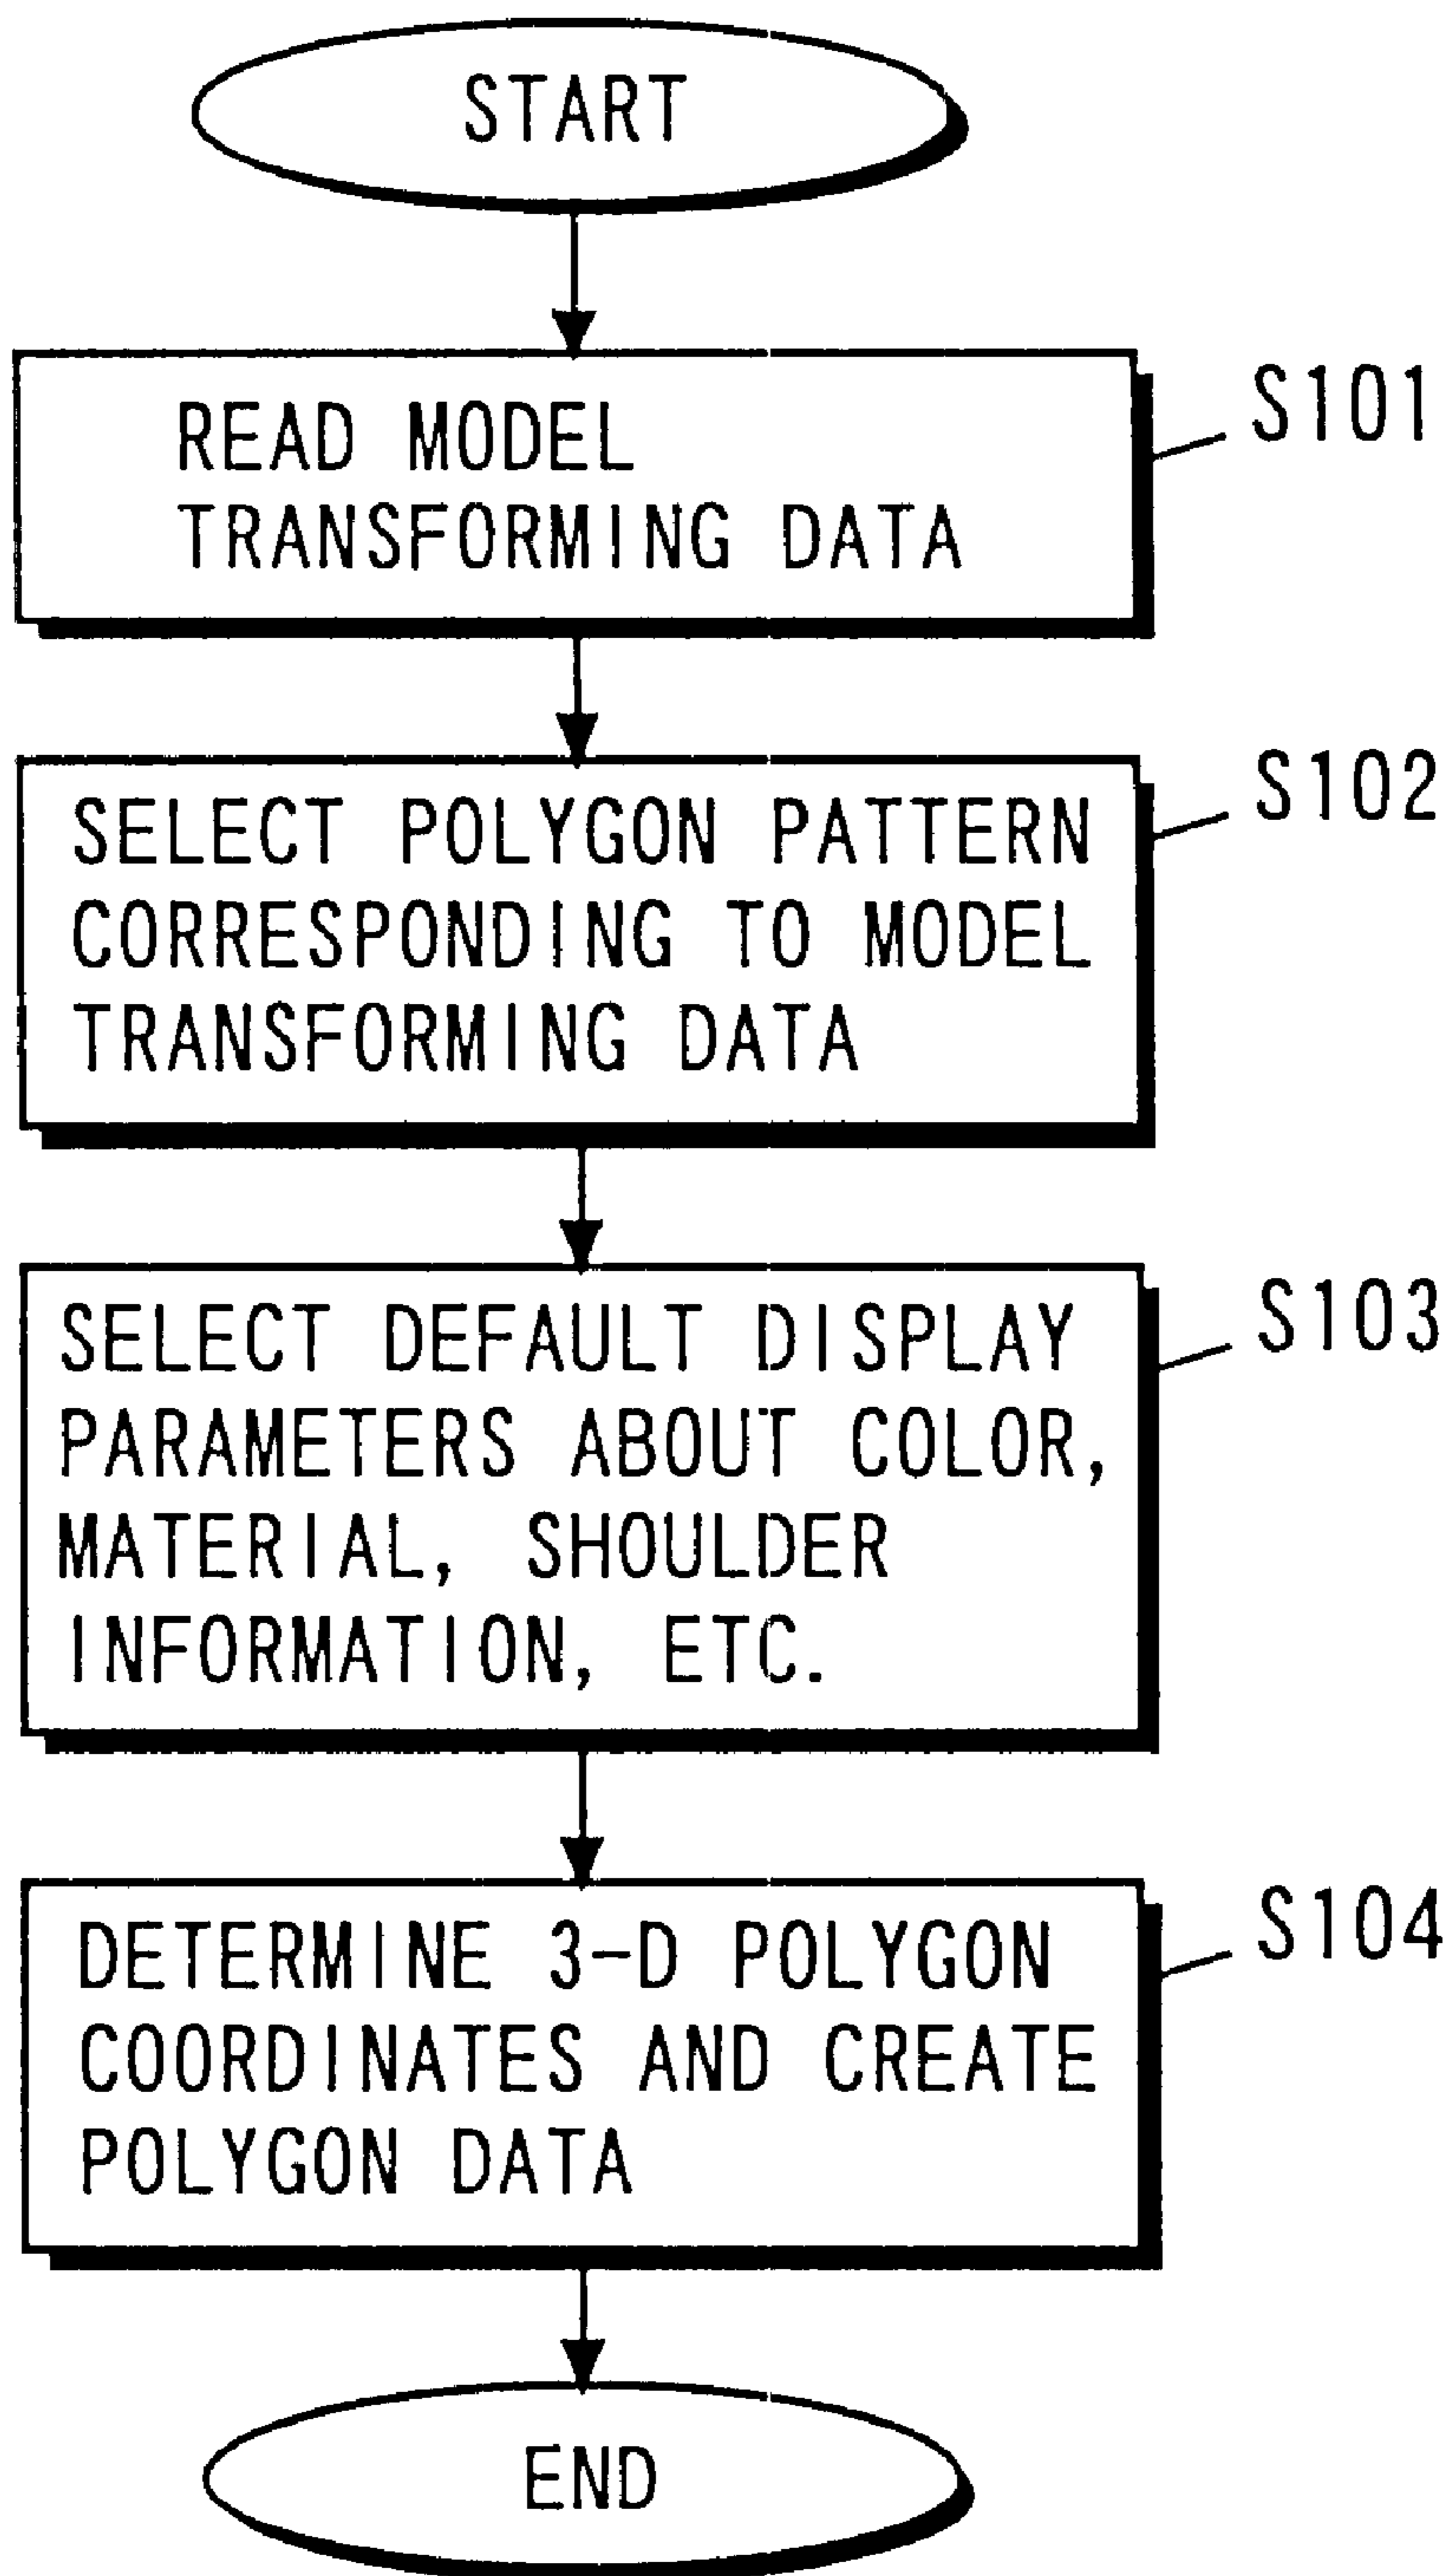 START
READ MODEL
TRANSFORMING DATA
S101
SELECT POLYGON PATTERN
CORRESPONDING TO MODEL
TRANSFORMING DATA
S102
SELECT DEFAULT DISPLAY
PARAMETERS ABOUT COLOR,
MATERIAL, SHOULDER
INFORMATION, ETC.
S103
DETERMINE 3-D POLYGON
COORDINATES AND CREATE
POLYGON DATA
S104
END